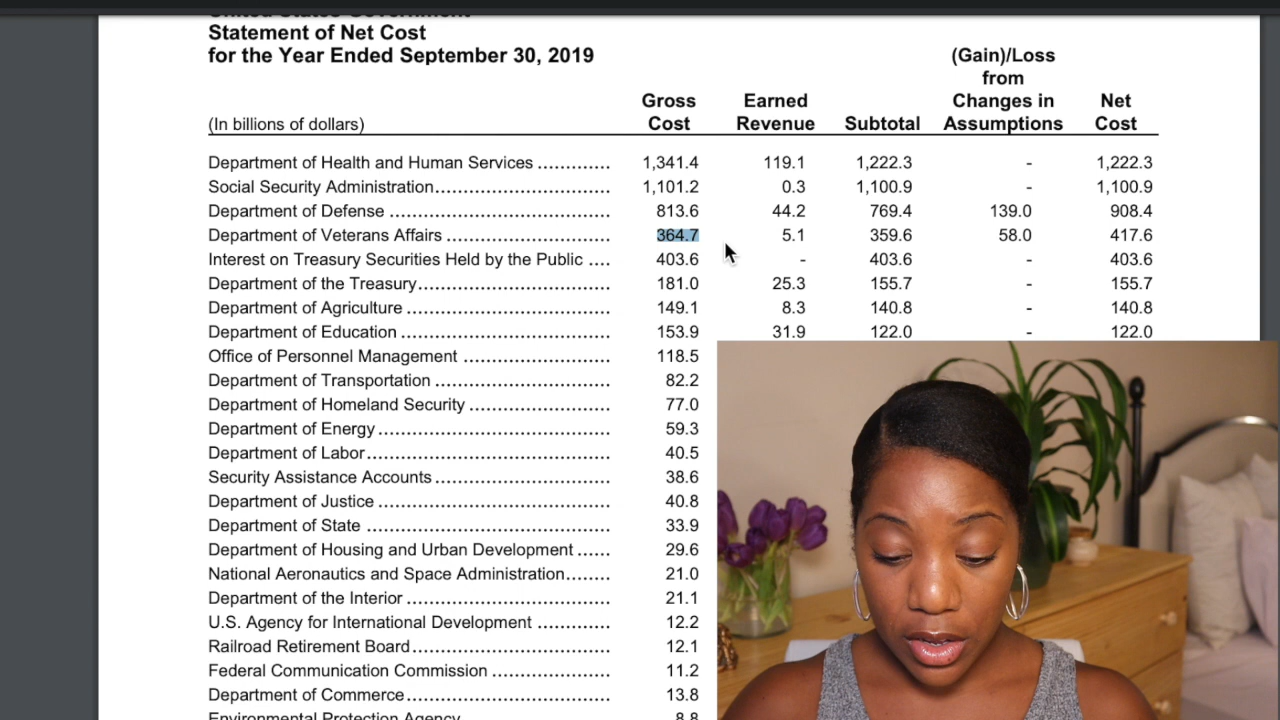 United States Government
Statement of Net Cost
for the Year Ended September 30, 2019
(Gain)/Loss
from
Gross Earned Changes in Net
(In billions of dollars) Cost Revenue Subtotal Assumptions Cost
Department of Health and Human Services ............. 1,341.4 119.1 1,222.3 - 1,222.3
Social Security Administration............................... 1,101.2 0.3 1,100.9 - 1,100.9
Department of Defense ...................................... 813.6 44.2 769.4 139.0 908.4
Department of Veterans Affairs ............................ 364.7 5.1 359.6 58.0 417.6
Interest on Treasury Securities Held by the Public .... 403.6 - 403.6 - 403.6
Department of the Treasury................................. 181.0 25.3 155.7 - 155.7
Department of Agriculture ................................... 149.1 8.3 140.8 - 140.8
Department of Education .................................... 153.9 31.9 122.0 - 122.0
Office of Personnel Management ......................... 118.5
Department of Transportation .............................. 82.2
Department of Homeland Security ........................ 77.0
Department of Energy ........................................ 59.3
Department of Labor.......................................... 40.5
Security Assistance Accounts .............................. 38.6
Department of Justice ........................................ 40.8
Department of State .......................................... 33.9
Department of Housing and Urban Development ...... 29.6
National Aeronautics and Space Administration........ 21.0
Department of the Interior ................................... 21.1
U.S. Agency for International Development ............. 12.2
Railroad Retirement Board.................................. 12.1
Federal Communication Commission .................... 11.2
Department of Commerce................................... 13.8
Environmental Protection Agency 8.8